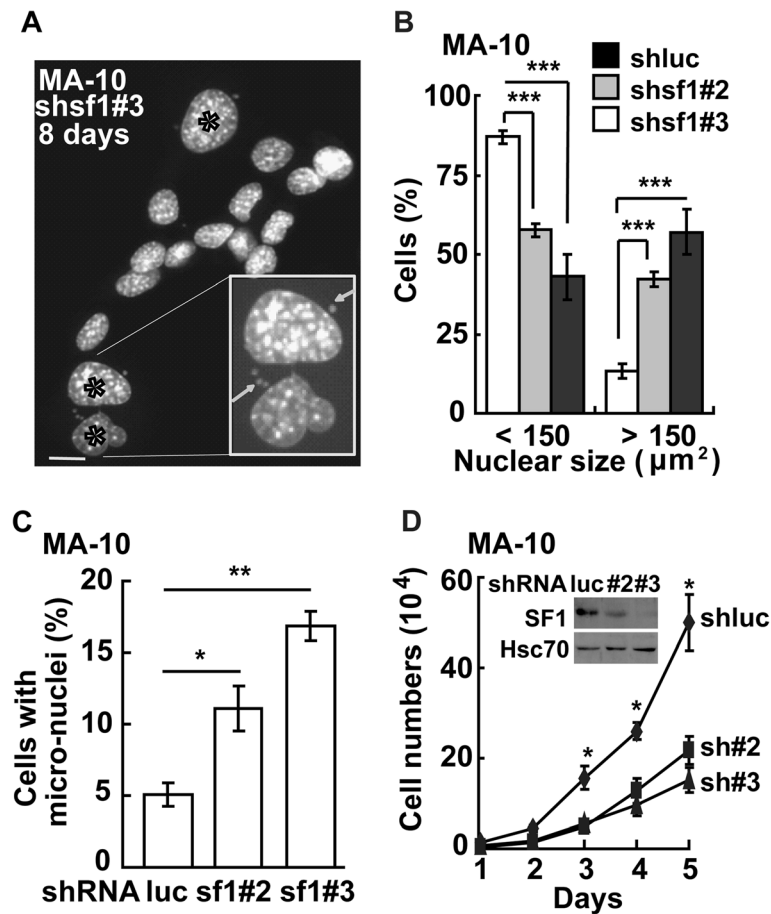 A
MA-10
shsf1#3
8 days
*
*
*
B
MA-10
shluc
shsf1#2
shsf1#3
***
***
***
***
100
75
50
25
0
Cells (%)
< 150
> 150
Nuclear size (µm²)
C
MA-10
20
15
10
5
0
Cells with
micro-nuclei (%)
**
*
shRNA luc sf1#2 sf1#3
D
MA-10
60
40
20
0
Cell numbers (10⁴)
shRNA luc #2 #3
SF1
Hsc70
*
*
*
shluc
sh#2
sh#3
1 2 3 4 5
Days